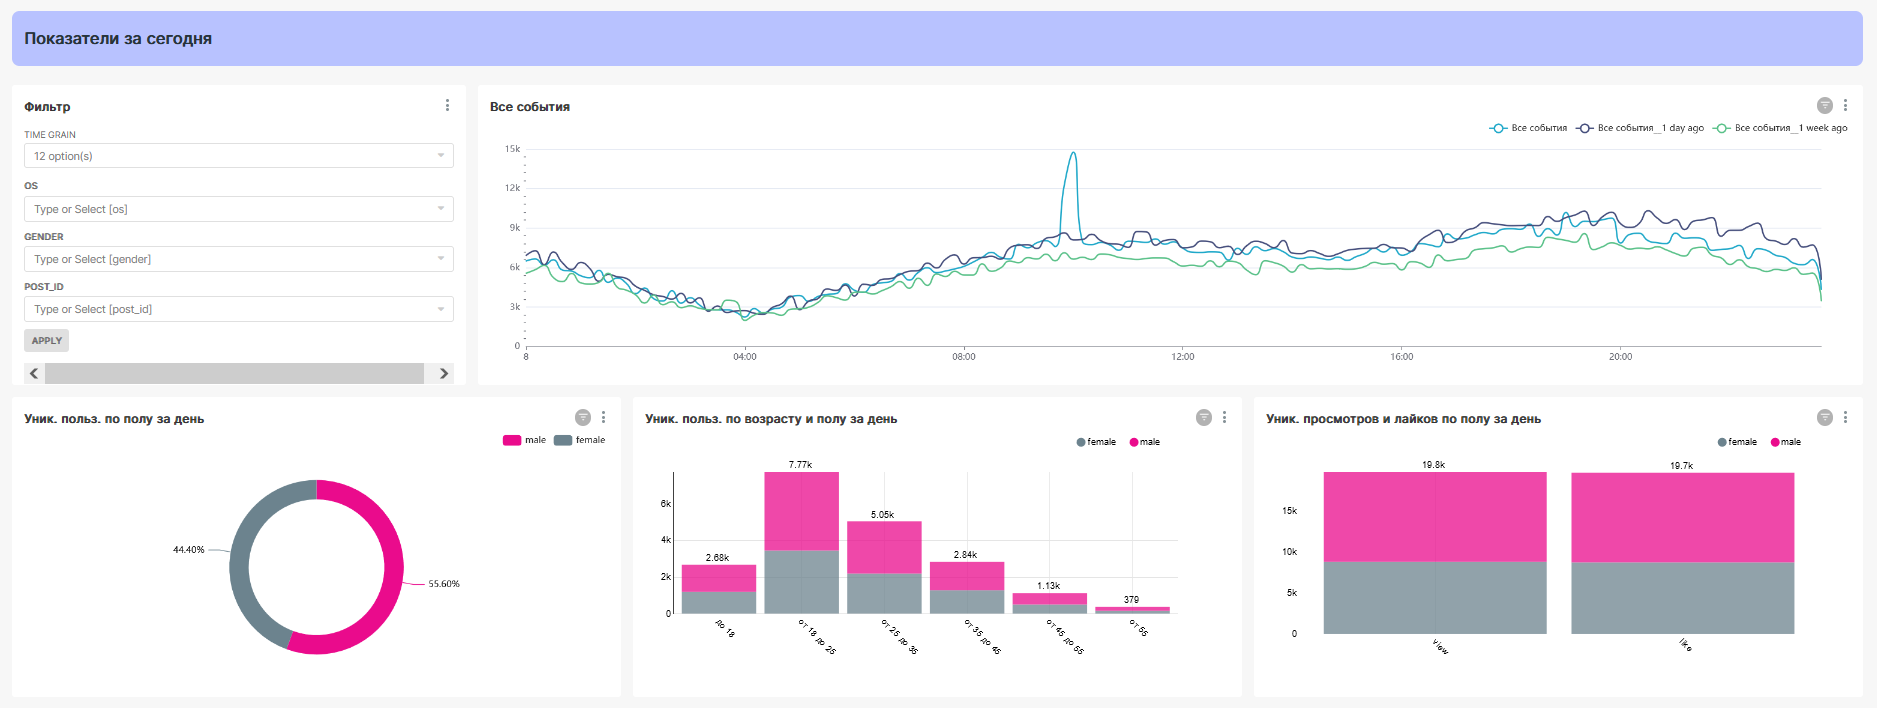 Показатели за сегодня
Фильтр
TIME GRAIN
12 option(s)
OS
Type or Select [os]
GENDER
Type or Select [gender]
POST_ID
Type or Select [post_id]
APPLY
Все события
Все события Все события__1 day ago Все события__1 week ago
15k
12k
9k
6k
3k
0
8 04:00 08:00 12:00 16:00 20:00
Уник. польз. по полу за день
male female
44.40%
55.60%
Уник. польз. по возрасту и полу за день
female male
7.77k
6k
5.05k
4k
2.68k
2.84k
2k
1.13k
379
0
до 18 от 18 до 25 от 25 до 35 от 35 до 45 от 45 до 55 от 55
Уник. просмотров и лайков по полу за день
female male
19.8k 19.7k
15k
10k
5k
0
view like